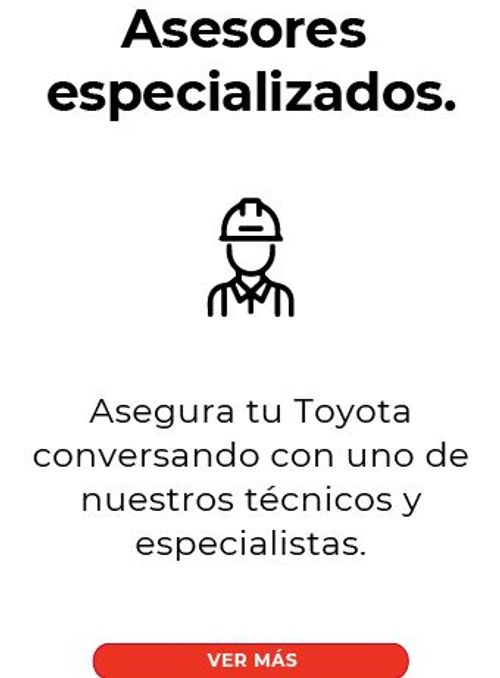 Asesores
especializados.
Asegura tu Toyota
conversando con uno de
nuestros técnicos y
especialistas.
VER MÁS